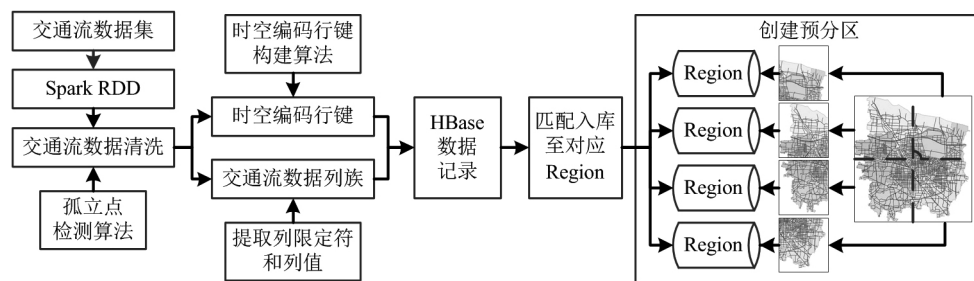 交通流数据集
Spark RDD
交通流数据清洗
孤立点
检测算法
时空编码行键
构建算法
时空编码行键
交通流数据列族
提取列限定符
和列值
HBase
数据
记录
匹配入库
至对应
Region
创建预分区
Region
Region
Region
Region